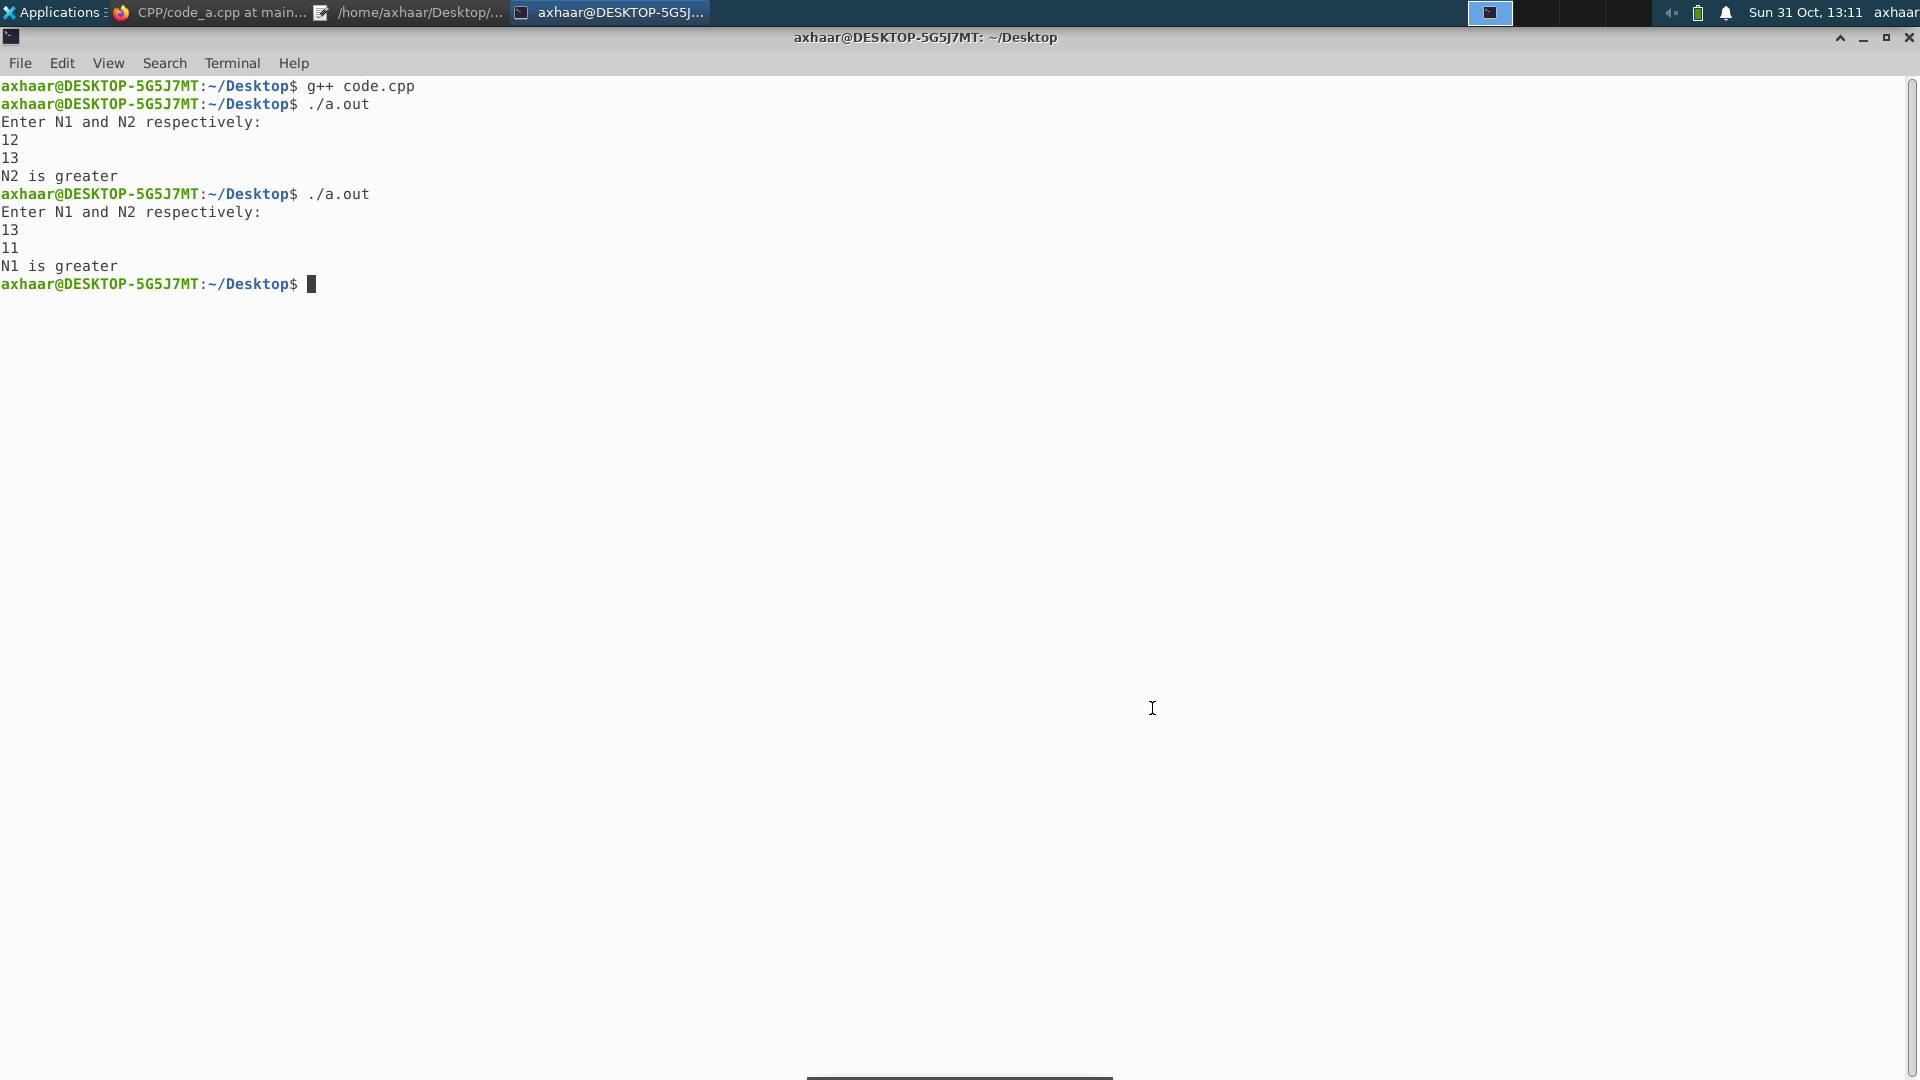 Applications CPP/code_a.cpp at main... /home/axhaar/Desktop/... axhaar@DESKTOP-5G5J... Sun 31 Oct, 13:11 axhaar
axhaar@DESKTOP-5G5J7MT: ~/Desktop
File Edit View Search Terminal Help
axhaar@DESKTOP-5G5J7MT:~/Desktop$ g++ code.cpp
axhaar@DESKTOP-5G5J7MT:~/Desktop$ ./a.out
Enter N1 and N2 respectively:
12
13
N2 is greater
axhaar@DESKTOP-5G5J7MT:~/Desktop$ ./a.out
Enter N1 and N2 respectively:
13
11
N1 is greater
axhaar@DESKTOP-5G5J7MT:~/Desktop$